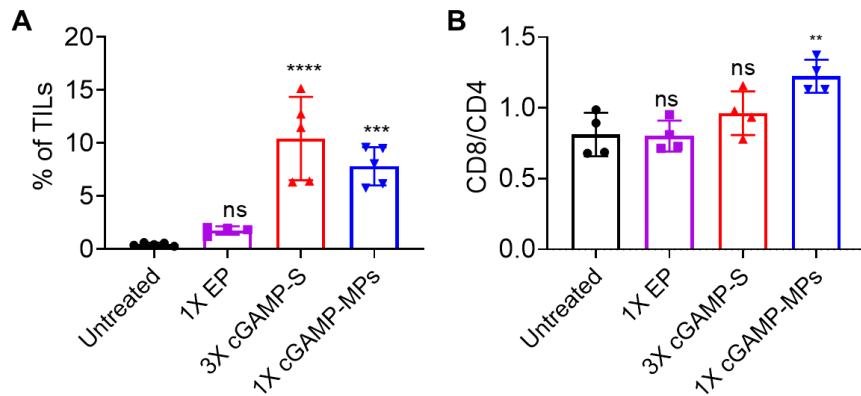 A
% of TILs
20
15
10
5
0
ns
****
***
Untreated
1X EP
3X cGAMP-S
1X cGAMP-MPs
B
CD8/CD4
1.5
1.0
0.5
0.0
ns
ns
**
Untreated
1X EP
3X cGAMP-S
1X cGAMP-MPs